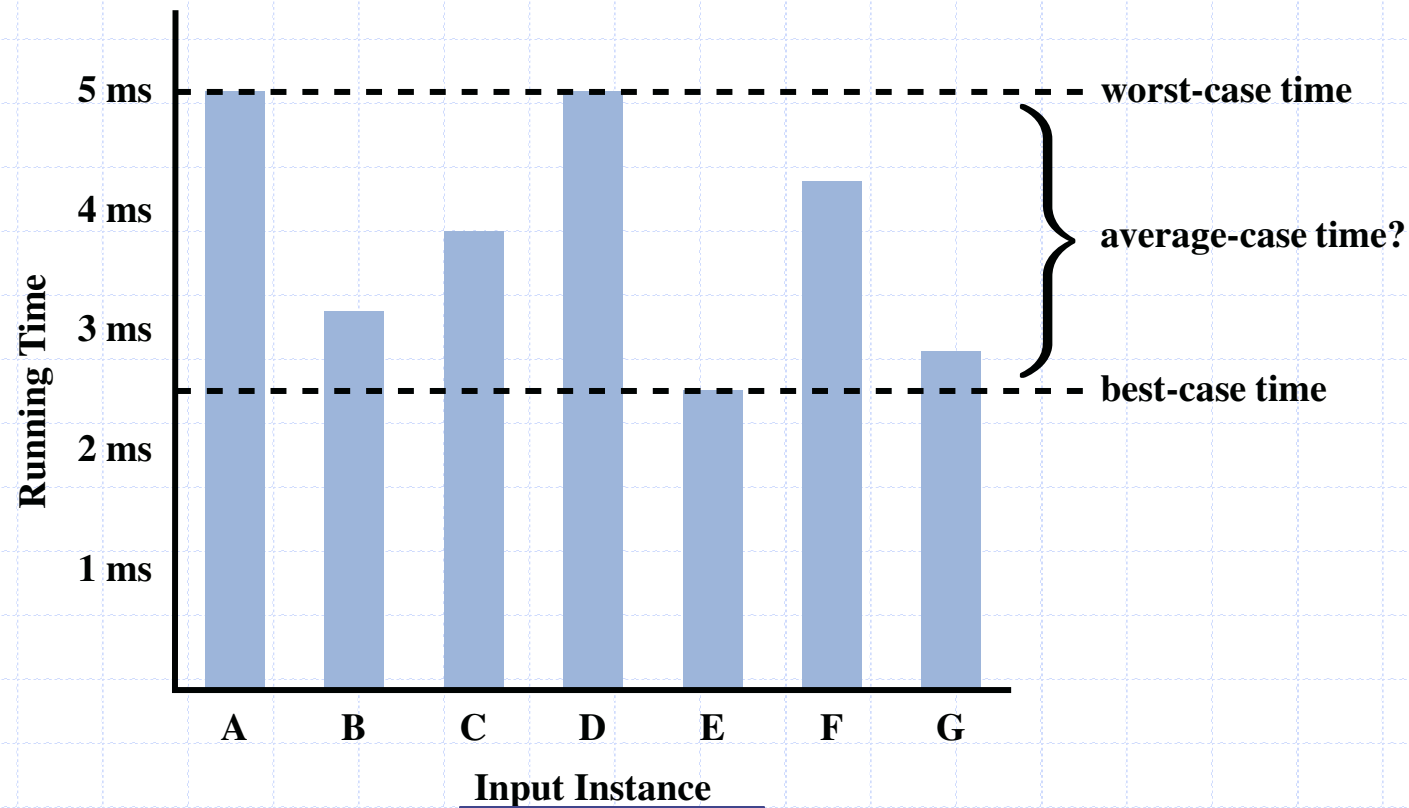 5 ms
worst-case time
4 ms
average-case time?
3 ms
best-case time
2 ms
1 ms
Running Time
A B C D E F G
Input Instance